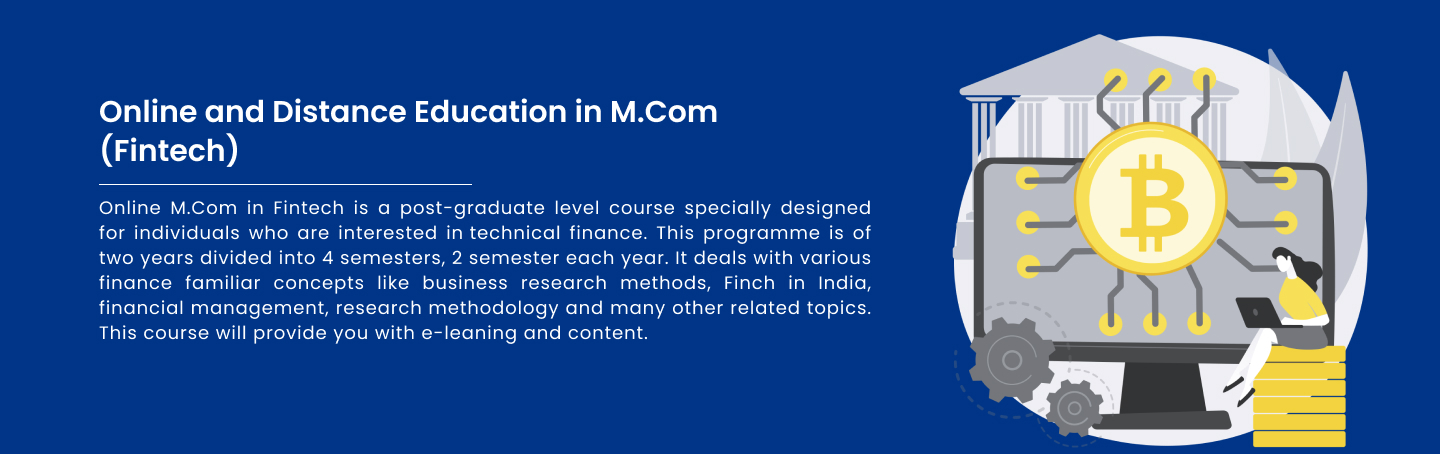 Online and Distance Education in M.Com
(Fintech)
Online M.Com in Fintech is a post-graduate level course specially designed
for individuals who are interested in technical finance. This programme is of
two years divided into 4 semesters, 2 semester each year. It deals with various
finance familiar concepts like business research methods, Finch in India,
financial management, research methodology and many other related topics.
This course will provide you with e-leaning and content.